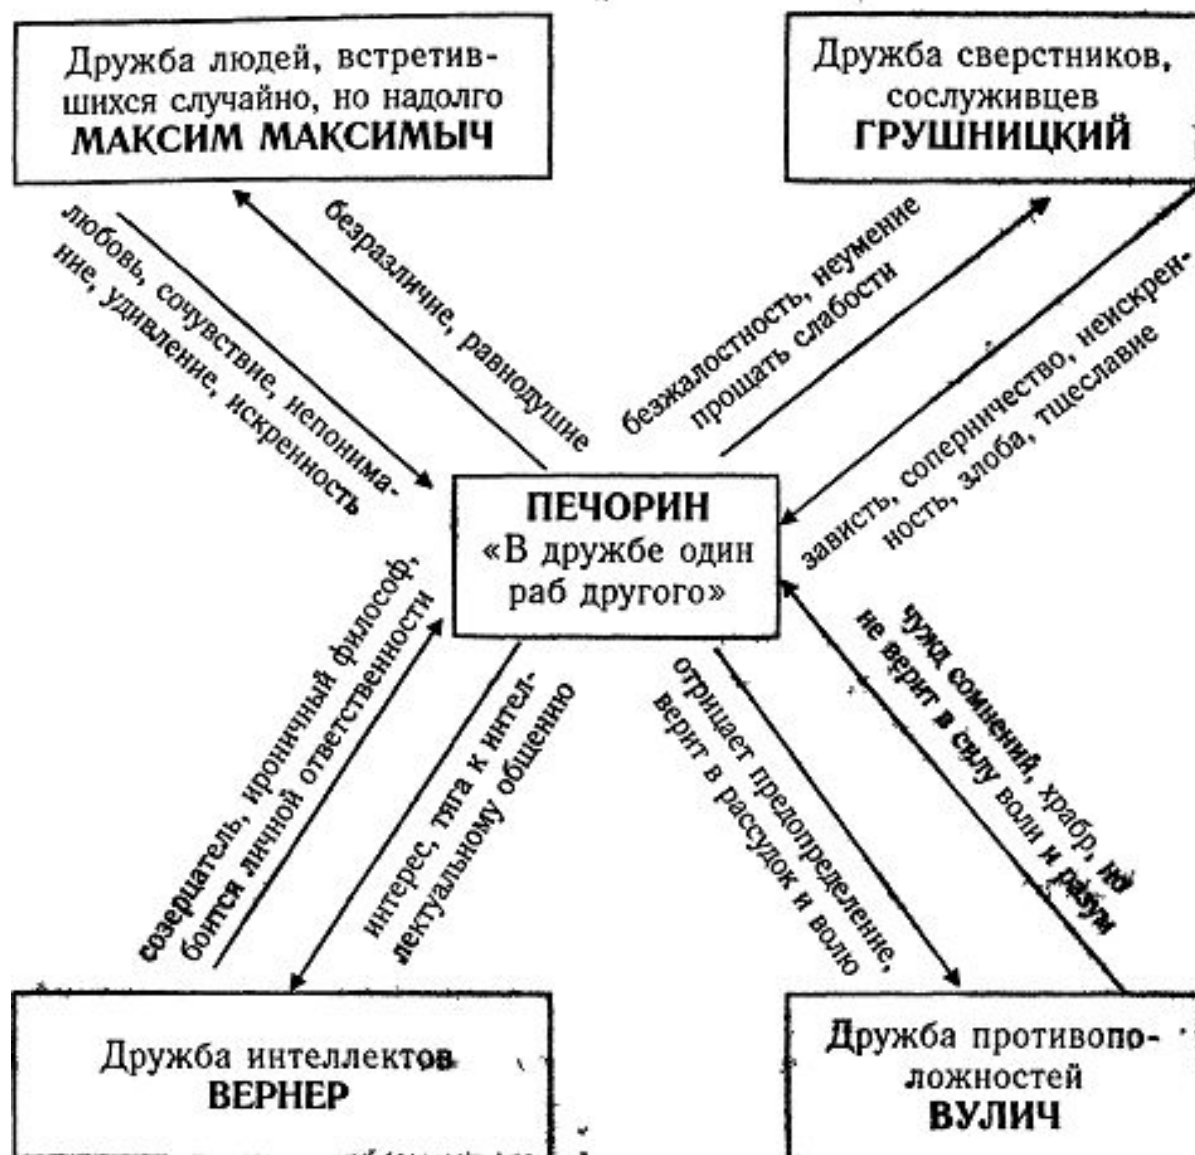 Дружба людей, встретив-
шихся случайно, но надолго
МАКСИМ МАКСИМЫЧ
Дружба сверстников,
сослуживцев
ГРУШНИЦКИЙ
любовь, сочувствие, непонима-
ние, удивление, искренность
безразличие, равнодушие
безжалостность, неумение
прощать слабости
зависть, соперничество, неискрен-
ность, злоба, тщеславие
ПЕЧОРИН
«В дружбе один
раб другого»
созерцатель, ироничный философ,
боится личной ответственности
интерес, тяга к интел-
лектуальному общению
отрицает предопределение,
верит в рассудок и волю
чужд сомнений, храбр, но
не верит в силу воли и разум
Дружба интеллектов
ВЕРНЕР
Дружба противопо-
ложностей
ВУЛИЧ